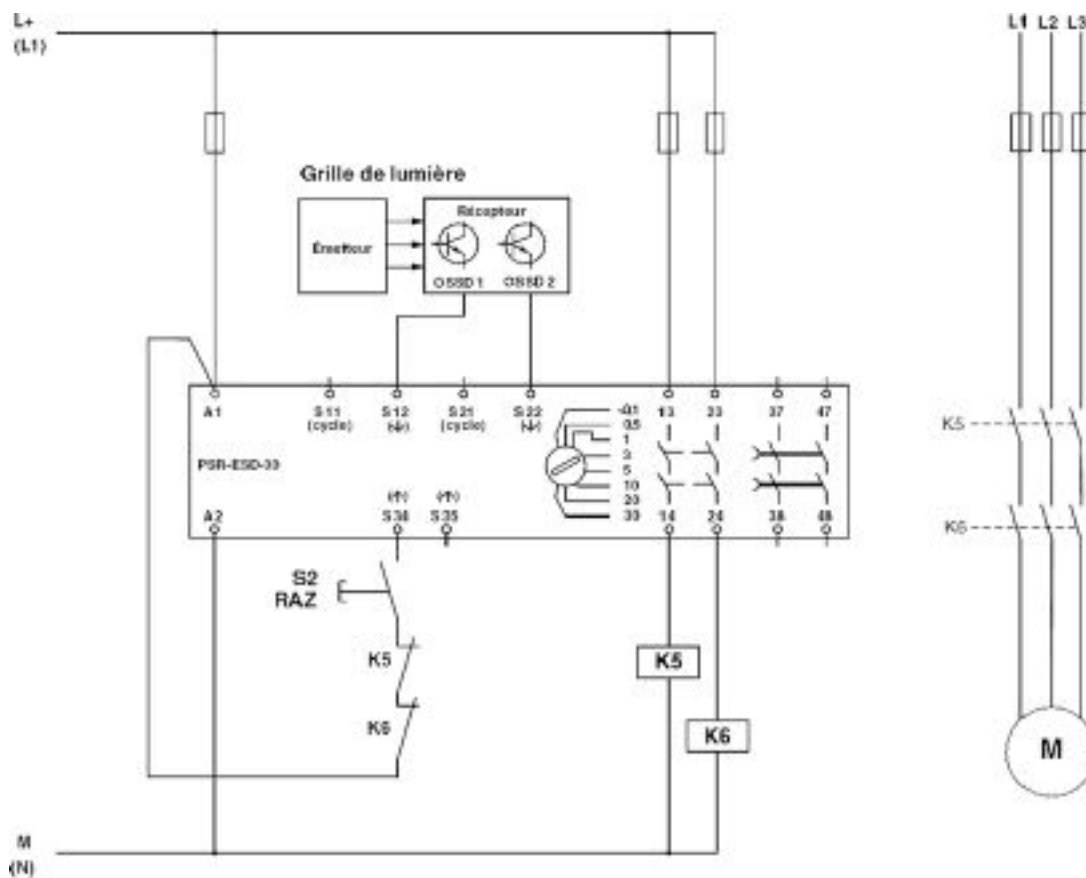 L+
(L1)
L1 L2 L3
Grille de lumière
Émetteur
Récepteur
OSSD 1 OSSD 2
A1 S11 S12 S21 S22 13 23 37 47
(cycle) (cycle)
-0,1
0,5
1
3
5
10
20
30
PSR-ESD-30
A2 S34 S35 14 24 38 48
K5
K6
S2
RAZ
K5
K6
K5
K6
M
M
(N)